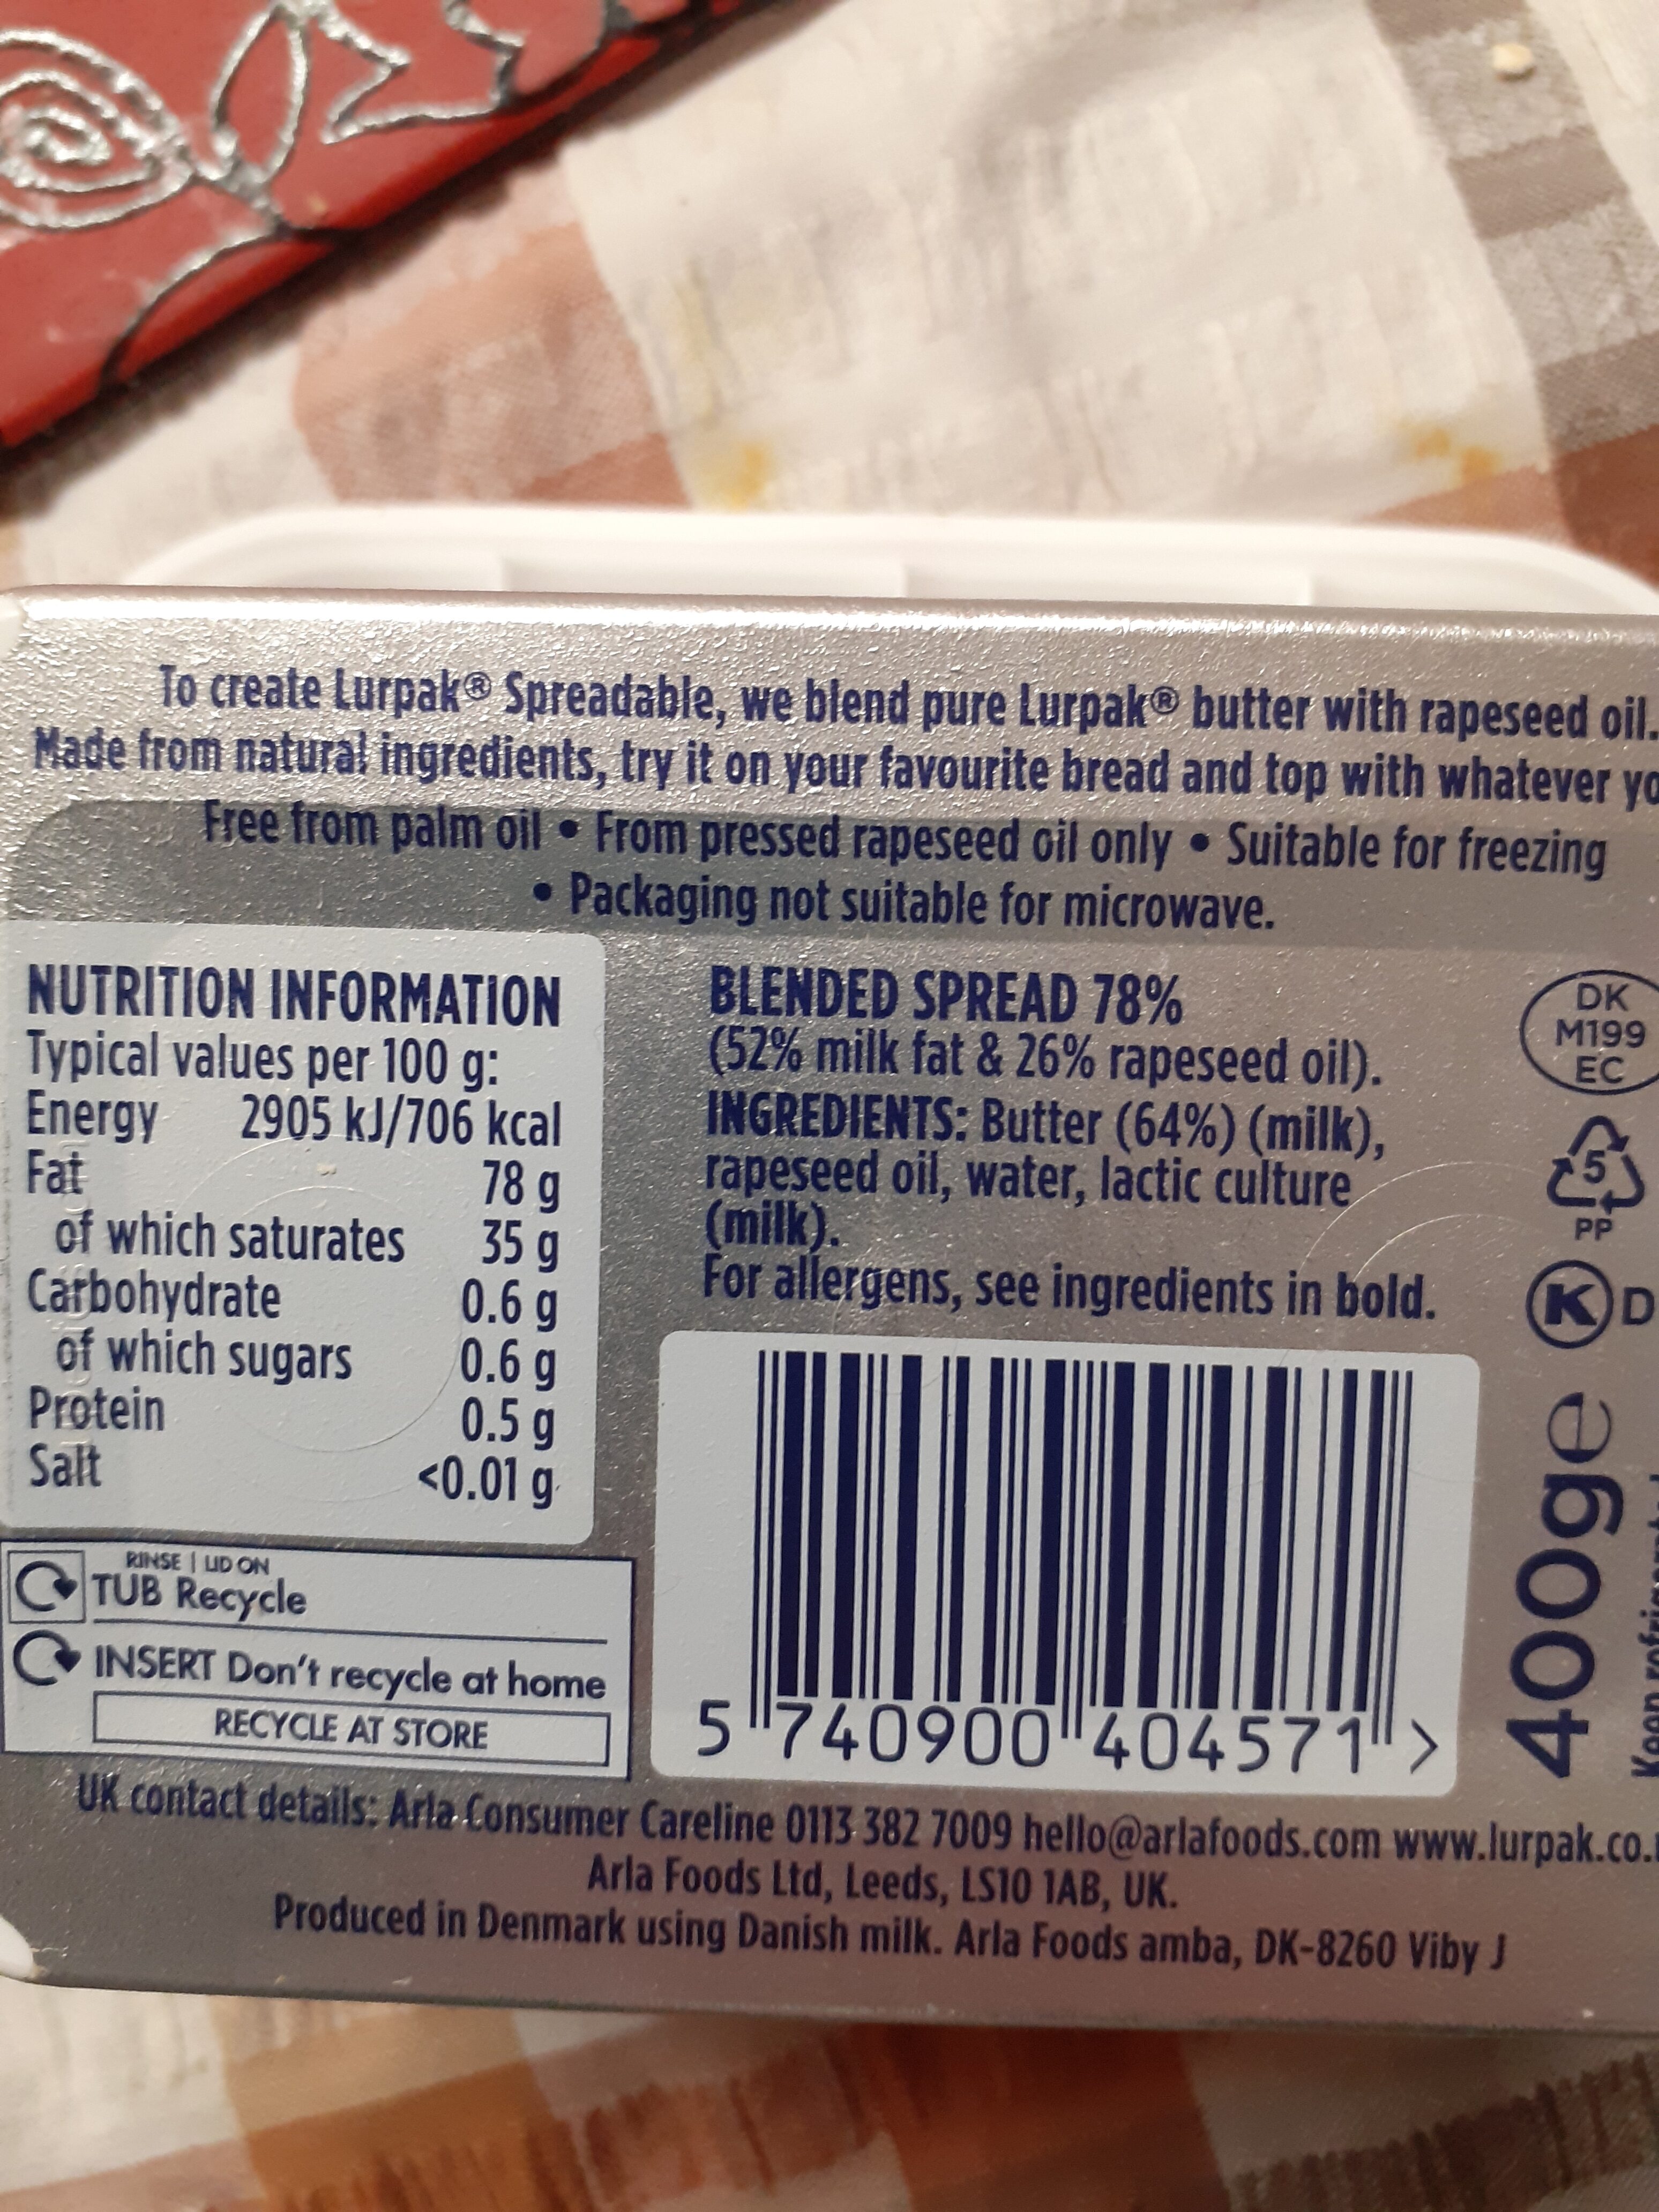 To create Lurpak® Spreadable, we blend pure Lurpak® butter with rapeseed oil.
Made from natural ingredients, try it on your favourite bread and top with whatever
Free from palm oil • From pressed rapeseed oil only • Suitable for freezing
• Packaging not suitable for microwave.
NUTRITION INFORMATION
Typical values per 100 g:
Energy 2905 kJ/706 kcal
Fat 78 g
of which saturates 35 g
Carbohydrate 0.6 g
of which sugars 0.6 g
Protein 0.5 g
Salt <0.01 g
BLENDED SPREAD 78%
(52% milk fat & 26% rapeseed oil).
INGREDIENTS: Butter (64%) (milk),
rapeseed oil, water, lactic culture
(milk).
For allergens, see ingredients in bold.
DK
M199
EC
5
PP
K D
400g e
RINSE | LID ON
TUB Recycle
INSERT Don't recycle at home
RECYCLE AT STORE
5 740900 404571 >
UK contact details: Arla Consumer Careline 0113 382 7009 hello@arlafoods.com www.lurpak.co.
Arla Foods Ltd, Leeds, LS10 1AB, UK.
Produced in Denmark using Danish milk. Arla Foods amba, DK-8260 Viby J